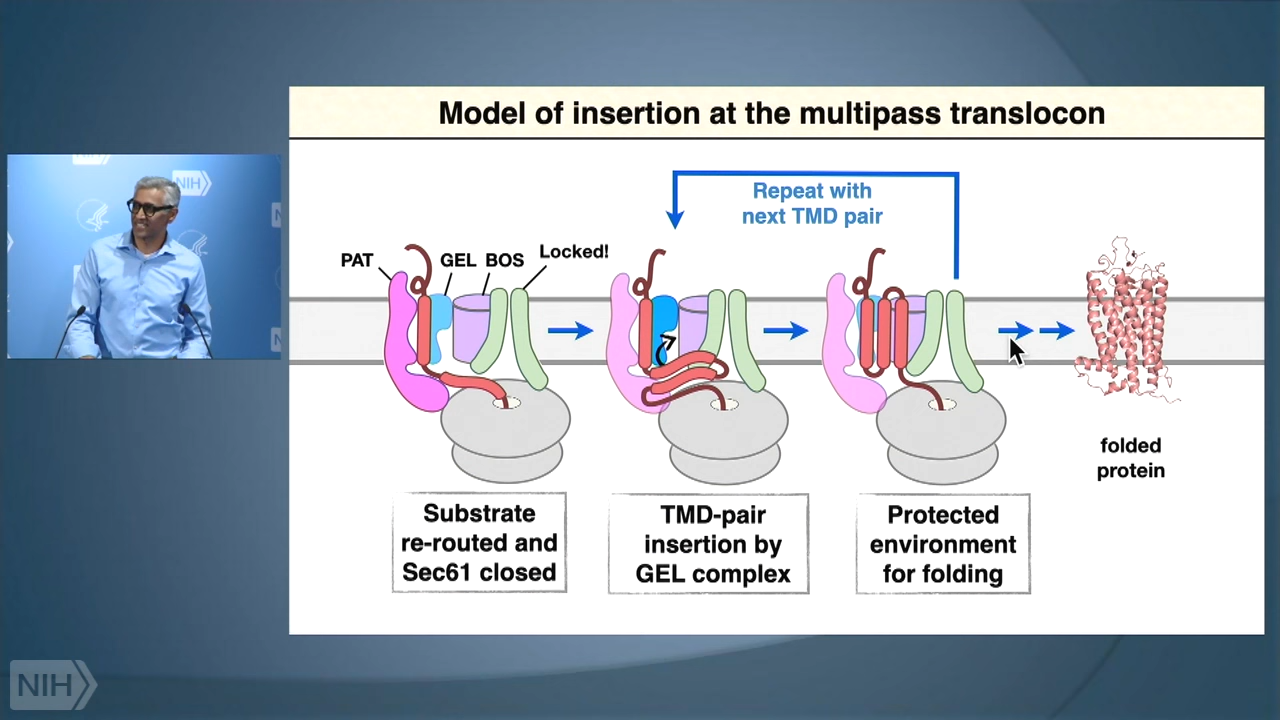 Model of insertion at the multipass translocon
Repeat with
next TMD pair
PAT
GEL
BOS
Locked!
folded
protein
Substrate
re-routed and
Sec61 closed
TMD-pair
insertion by
GEL complex
Protected
environment
for folding
NIH
NIH